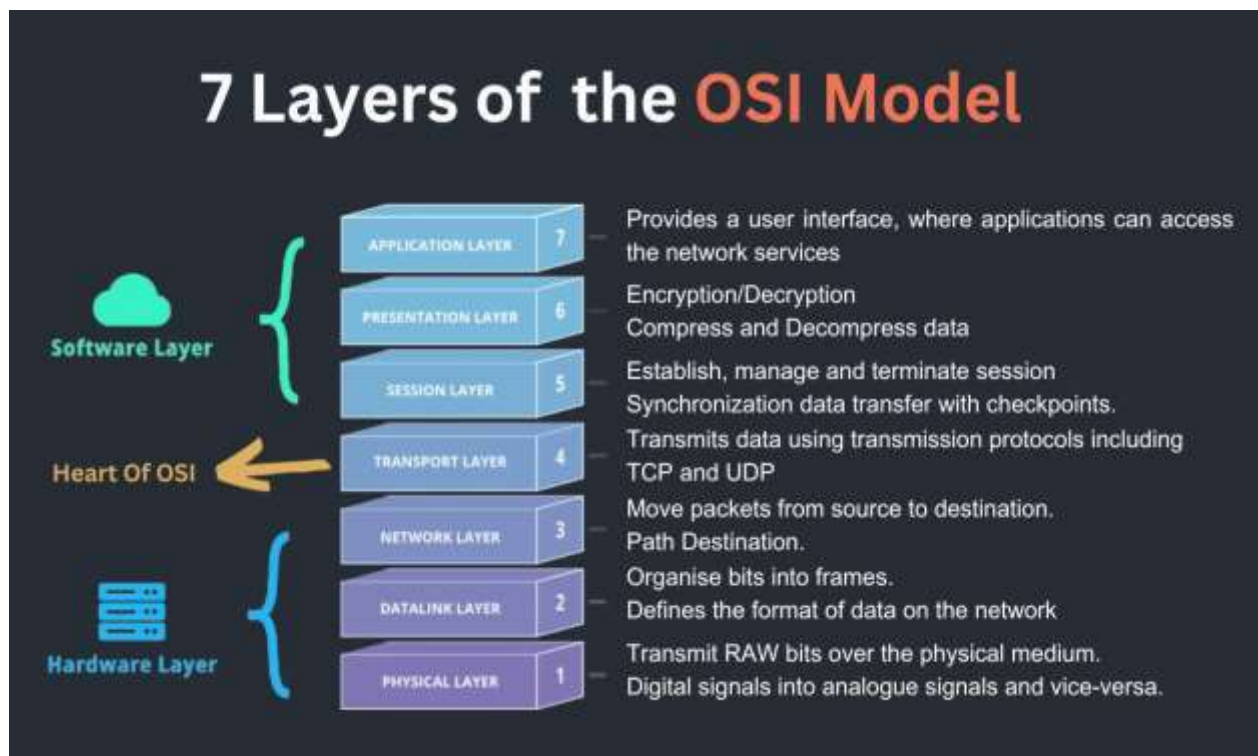 7 Layers of the OSI Model
APPLICATION LAYER 7
Provides a user interface, where applications can access
the network services
PRESENTATION LAYER 6
Encryption/Decryption
Compress and Decompress data
Software Layer
SESSION LAYER 5
Establish, manage and terminate session
Synchronization data transfer with checkpoints.
Heart Of OSI
TRANSPORT LAYER 4
Transmits data using transmission protocols including
TCP and UDP
NETWORK LAYER 3
Move packets from source to destination.
Path Destination.
DATALINK LAYER 2
Organise bits into frames.
Defines the format of data on the network
Hardware Layer
PHYSICAL LAYER 1
Transmit RAW bits over the physical medium.
Digital signals into analogue signals and vice-versa.